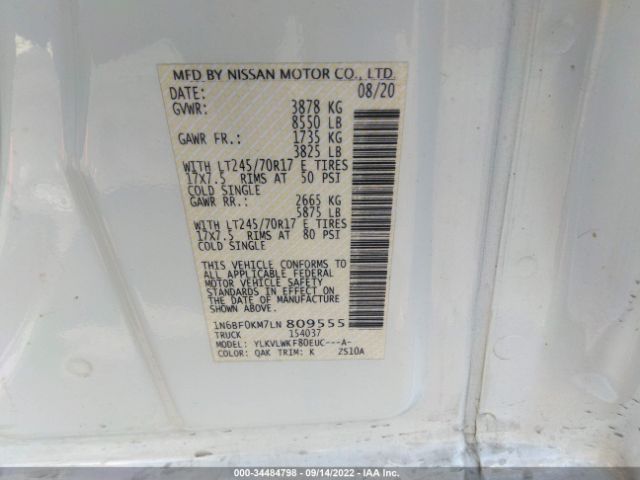 MFD BY NISSAN MOTOR CO., LTD.
DATE: 08/20
GVWR: 3878 KG
8550 LB
GAWR FR.: 1735 KG
3825 LB
WITH LT245/70R17 E TIRES
17X7.5 RIMS AT 50 PSI
COLD SINGLE
GAWR RR.: 2665 KG
5875 LB
WITH LT245/70R17 E TIRES
17X7.5 RIMS AT 80 PSI
COLD SINGLE
THIS VEHICLE CONFORMS TO
ALL APPLICABLE FEDERAL
MOTOR VEHICLE SAFETY
STANDARDS IN EFFECT ON
THE DATE OF MANUFACTURE
SHOWN ABOVE.
1N6BF0KM7LN 809555
TRUCK 154037
MODEL: YLKVLWKF80EUC---A-
COLOR: QAK TRIM: K ZS10A
000-34484798 - 09/14/2022 - IAA Inc.